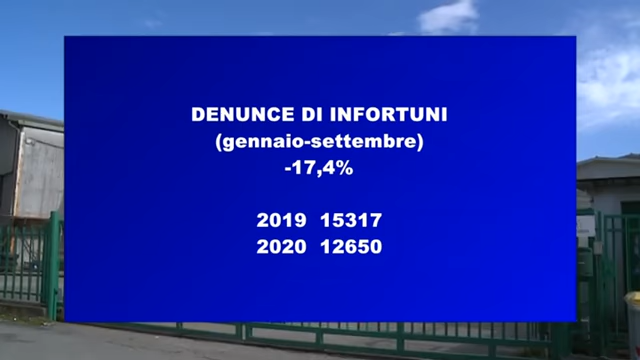 DENUNCE DI INFORTUNI
(gennaio-settembre)
-17,4%
2019 15317
2020 12650